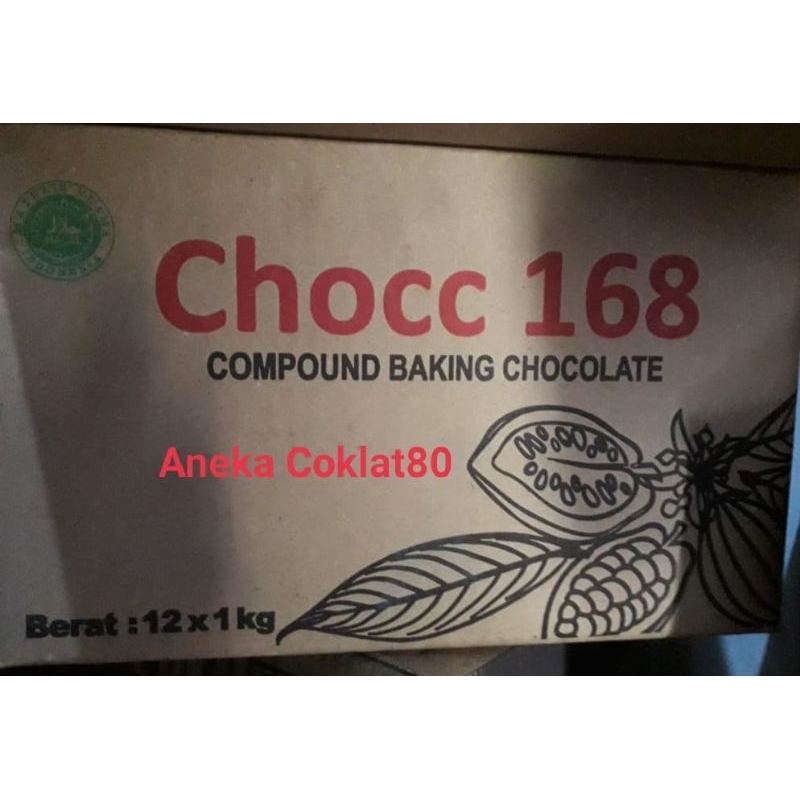 Chocc 168
COMPOUND BAKING CHOCOLATE
Aneka Coklat80
Berat : 12 x 1 kg